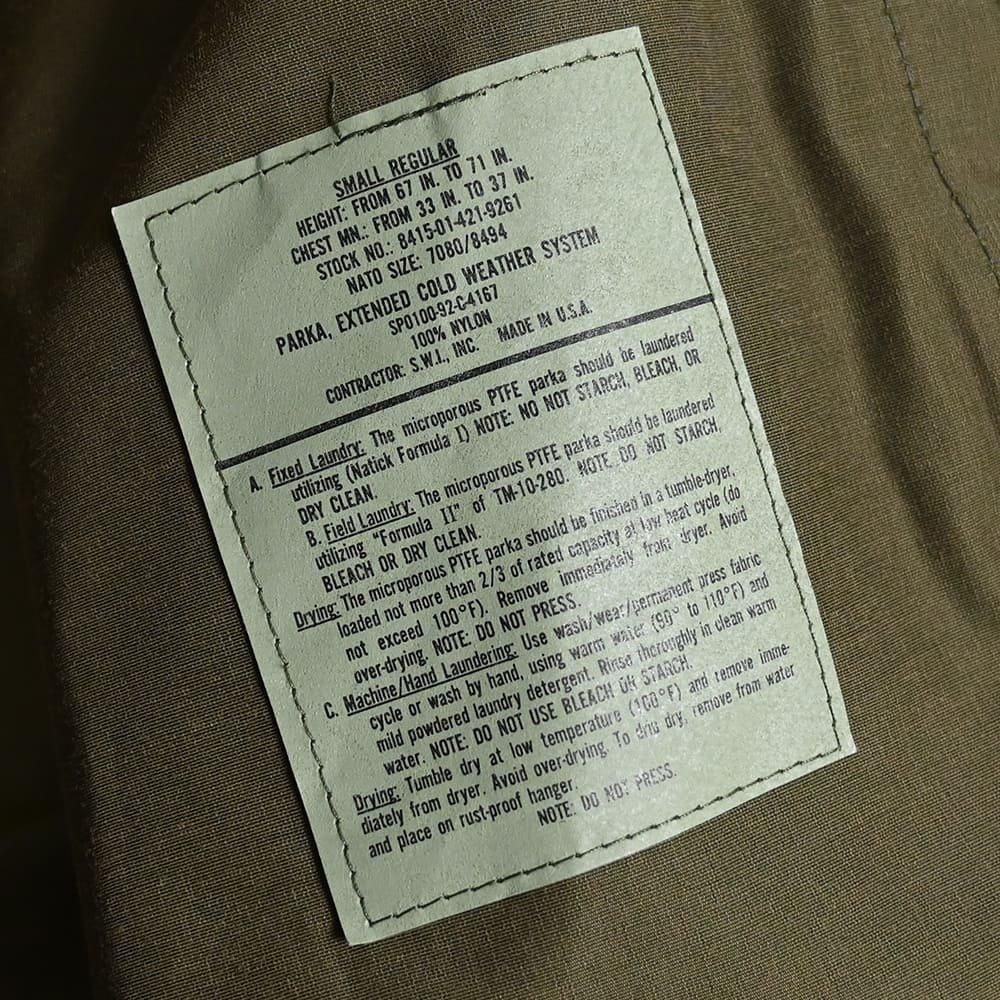 SMALL REGULAR
HEIGHT: FROM 67 IN. TO 71 IN.
CHEST MN.: FROM 33 IN. TO 37 IN.
STOCK NO.: 8415-01-421-9261
NATO SIZE: 7080/8494
PARKA, EXTENDED COLD WEATHER SYSTEM
SPO100-92-C-4167
100% NYLON
CONTRACTOR: S.W.I., INC. MADE IN U.S.A.
A. Fixed Laundry: The microporous PTFE parka should be laundered
utilizing (Natick Formula I) NOTE: NO NOT STARCH, BLEACH, OR
DRY CLEAN.
B. Field Laundry: The microporous PTFE parka should be laundered
utilizing "Formula II" of TM-10-280. NOTE: DO NOT STARCH,
BLEACH OR DRY CLEAN.
Drying: The microporous PTFE parka should be finished in a tumble-dryer,
loaded not more than 2/3 of rated capacity at low heat cycle (do
not exceed 100°F). Remove immediately from dryer. Avoid
over-drying. NOTE: DO NOT PRESS.
C. Machine/Hand Laundering: Use wash/wear/permanent press fabric
cycle or wash by hand, using warm water (90° to 110°F) and
mild powdered laundry detergent. Rinse thoroughly in clean warm
water. NOTE: DO NOT USE BLEACH OR STARCH.
Drying: Tumble dry at low temperature (100°F) and remove imme-
diately from dryer. Avoid over-drying. To drip dry, remove from water
and place on rust-proof hanger.
NOTE: DO NOT PRESS.